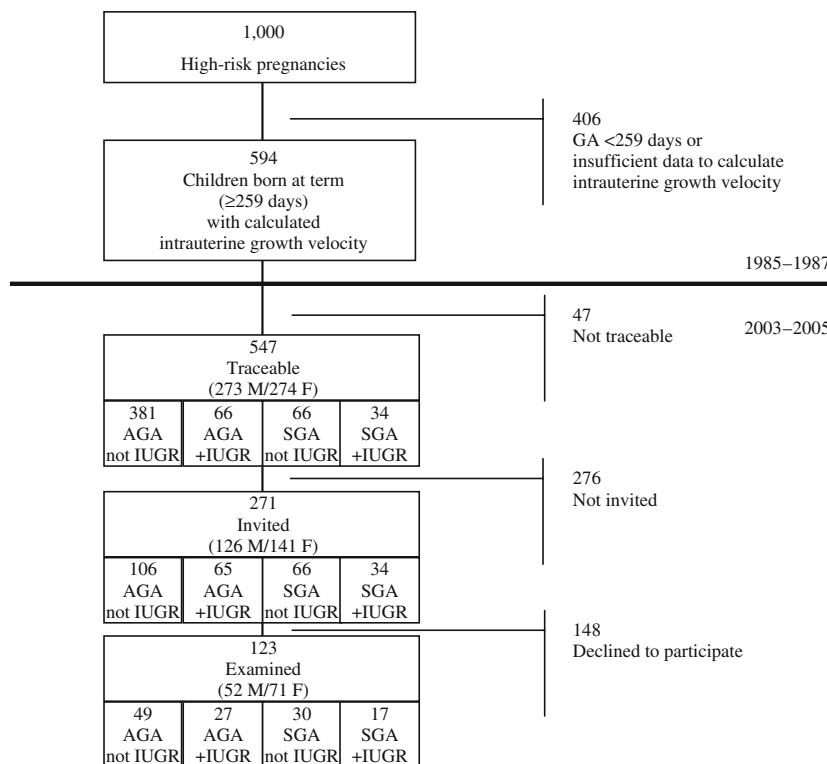 1,000
High-risk pregnancies
406
GA <259 days or
insufficient data to calculate
intrauterine growth velocity
594
Children born at term
(≥259 days)
with calculated
intrauterine growth velocity
1985–1987
47
Not traceable
2003–2005
547
Traceable
(273 M/274 F)
381 66 66 34
AGA AGA SGA SGA
not IUGR +IUGR not IUGR +IUGR
276
Not invited
271
Invited
(126 M/141 F)
106 65 66 34
AGA AGA SGA SGA
not IUGR +IUGR not IUGR +IUGR
148
Declined to participate
123
Examined
(52 M/71 F)
49 27 30 17
AGA AGA SGA SGA
not IUGR +IUGR not IUGR +IUGR